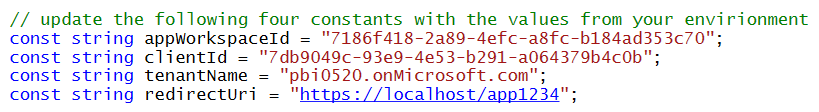 // update the following four constants with the values from your envirionment
const string appWorkspaceId = "7186f418-2a89-4efc-a8fc-b184ad353c70";
const string clientId = "7db9049c-93e9-4e53-b291-a064379b4c0b";
const string tenantName = "pbi0520.onMicrosoft.com";
const string redirectUri = "https://localhost/app1234";